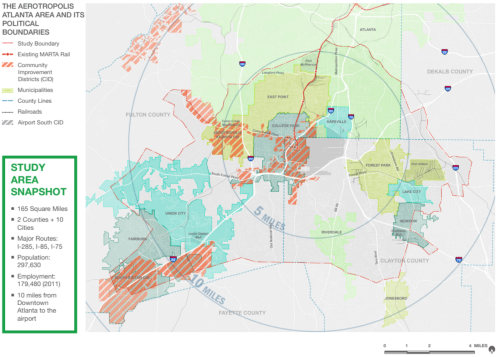 THE AEROTROPOLIS
ATLANTA AREA AND ITS
POLITICAL
BOUNDARIES
Study Boundary
Existing MARTA Rail
Community
Improvement
Districts (CID)
Municipalities
County Lines
Railroads
Airport South CID
STUDY
AREA
SNAPSHOT
165 Square Miles
2 Counties + 10
Cities
Major Routes:
I-285, I-85, I-75
Population:
297,630
Employment:
179,480 (2011)
10 miles from
Downtown
Atlanta to the
airport
ATLANTA
DEKALB COUNTY
EAST POINT
FULTON COUNTY
HAPEVILLE
COLLEGE PARK
FOREST PARK
LAKE CITY
UNION CITY
5 MILES
MORROW
RIVERDALE
FAIRBURN
CLAYTON COUNTY
10 MILES
JONESBORO
FAYETTE COUNTY
0 1 2 4 MILES